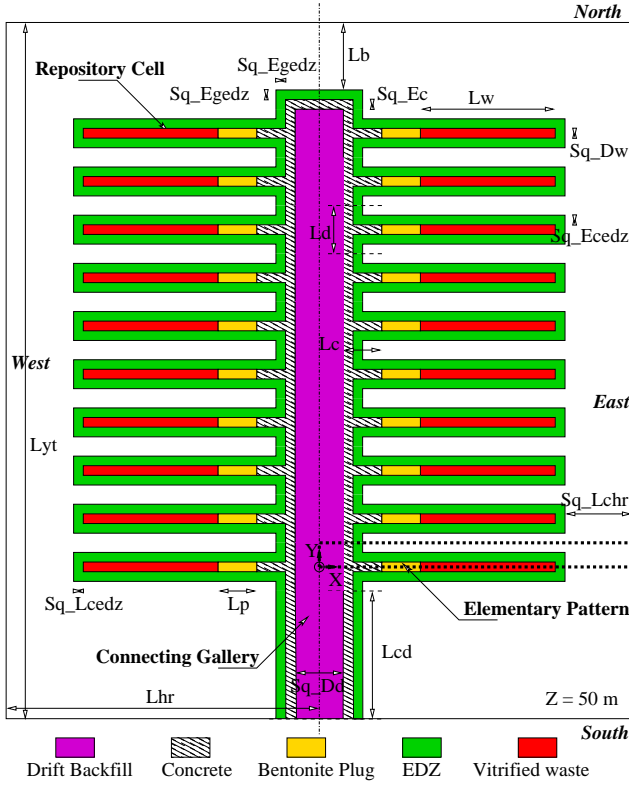 North
Sq_Egedz
Lb
Repository Cell
Sq_Egedz
Sq_Ec
Lw
Sq_Dw
Ld
Sq_Ecedz
Lc
West
East
Lyt
Sq_Lchr
Y
X
Sq_Lcedz
Lp
Elementary Pattern
Connecting Gallery
Lcd
Sq_Dd
Lhr
Z = 50 m
South
Drift Backfill
Concrete
Bentonite Plug
EDZ
Vitrified waste